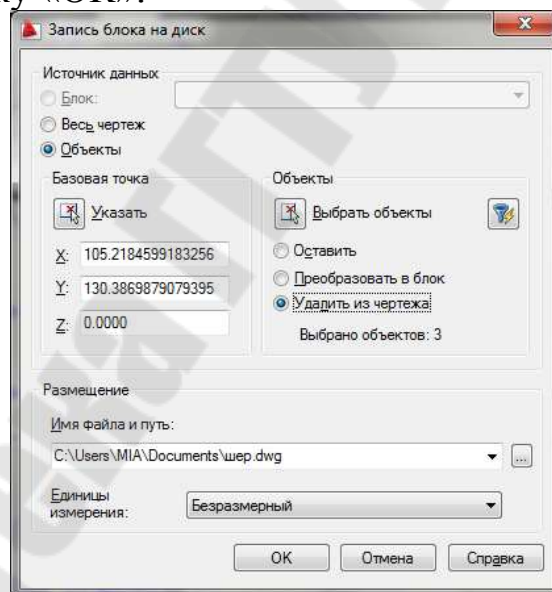 ку «ОК».
Запись блока на диск
Источник данных
Блок:
Весь чертеж
Объекты
Базовая точка
Указать
X: 105.2184599183256
Y: 130.3869879079395
Z: 0.0000
Объекты
Выбрать объекты
Оставить
Преобразовать в блок
Удалить из чертежа
Выбрано объектов: 3
Размещение
Имя файла и путь:
C:\Users\MIA\Documents\шер.dwg
...
Единицы
измерения:
Безразмерный
OK Отмена Справка